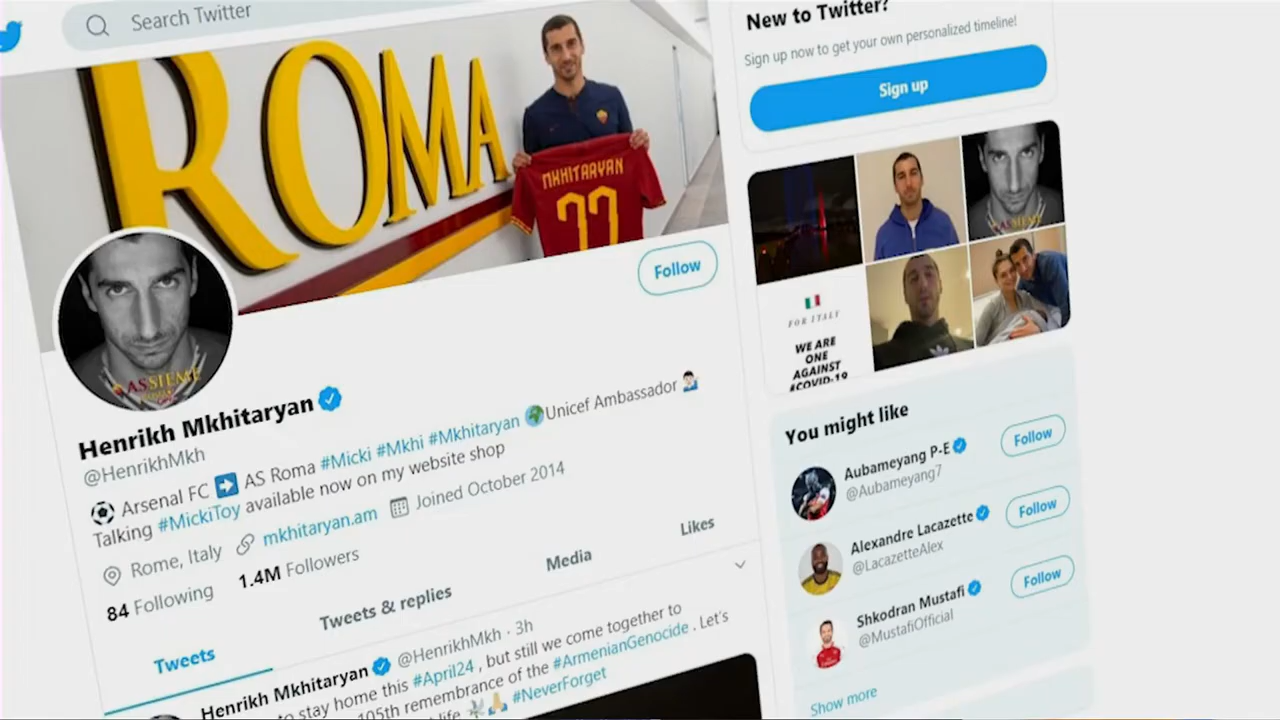 Search Twitter
ROMA
MKHITARYAN
77
Follow
ASSIEME
Henrikh Mkhitaryan
@HenrikhMkh
Arsenal FC AS Roma #Micki #Mkhi #Mkhitaryan Unicef Ambassador
Talking #MickiToy available now on my website shop
Rome, Italy mkhitaryan.am Joined October 2014
84 Following 1.4M Followers
Tweets
Tweets & replies
Media
Likes
Henrikh Mkhitaryan @HenrikhMkh · 3h
to stay home this #April24 , but still we come together to
105th remembrance of the #ArmenianGenocide . Let's
life #NeverForget
New to Twitter?
Sign up now to get your own personalized timeline!
Sign up
ASSIEME
FOR ITALY
WE ARE
ONE
AGAINST
#COVID-19
You might like
Aubameyang P-E
@Aubameyang7
Follow
Alexandre Lacazette
@LacazetteAlex
Follow
Shkodran Mustafi
@MustafiOfficial
Follow
Show more